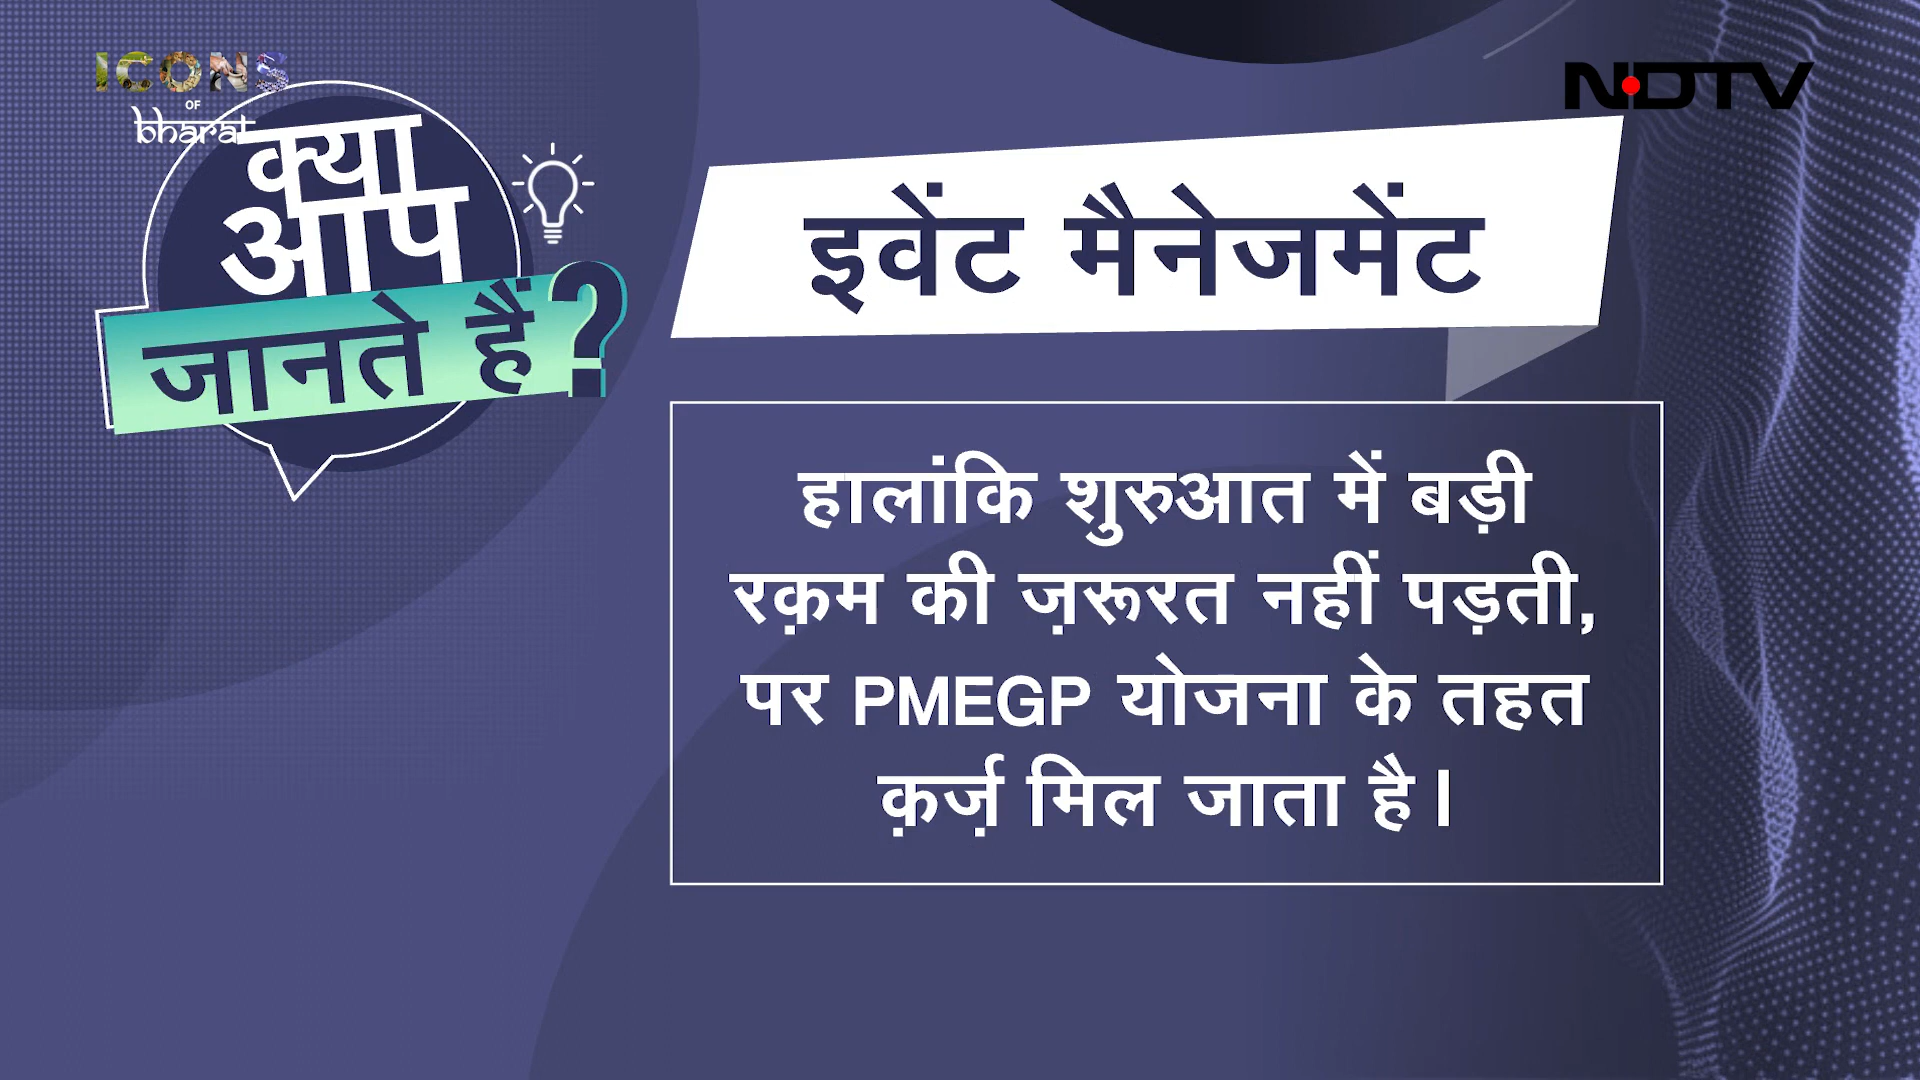 ICONS
OF
bharat
क्या
आप
जानते हैं?
NDTV
इवेंट मैनेजमेंट
हालांकि शुरुआत में बड़ी
रक़म की ज़रूरत नहीं पड़ती,
पर PMEGP योजना के तहत
क़र्ज़ मिल जाता है।